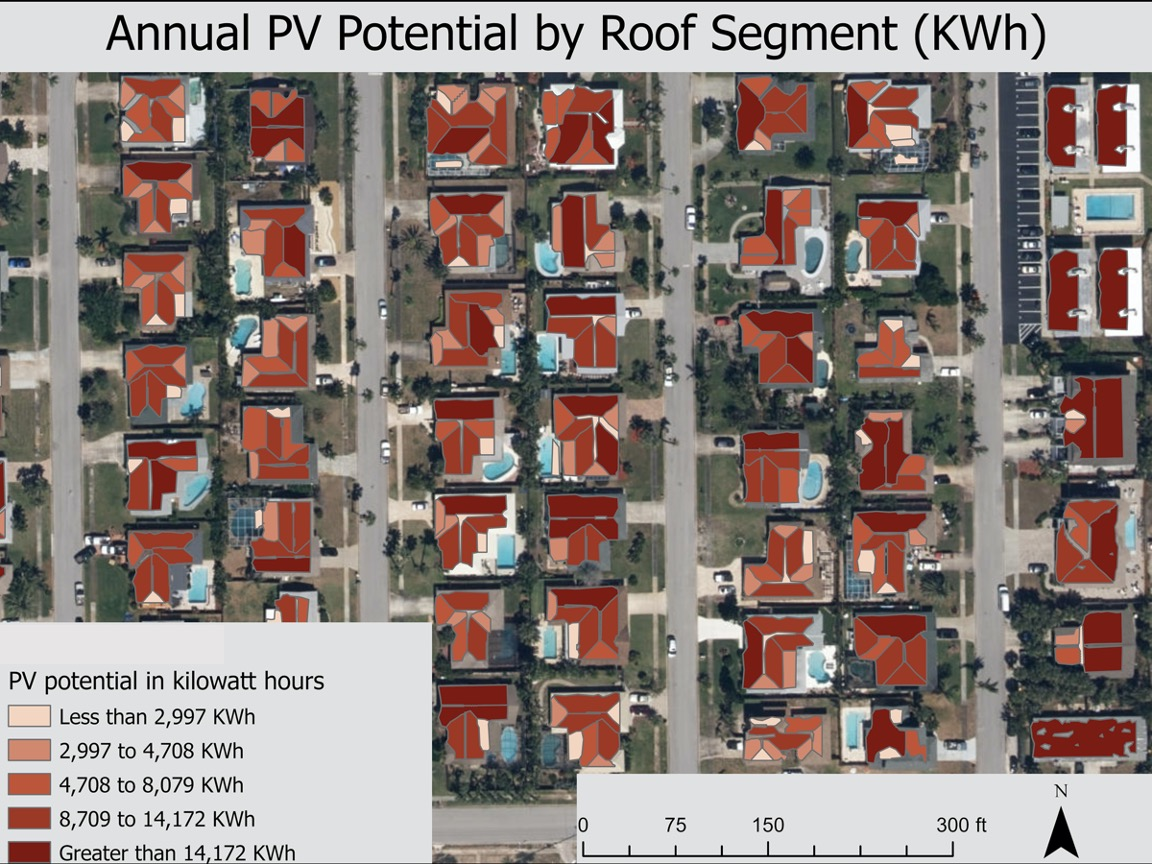 Annual PV Potential by Roof Segment (KWh)
PV potential in kilowatt hours
Less than 2,997 KWh
2,997 to 4,708 KWh
4,708 to 8,079 KWh
8,709 to 14,172 KWh
Greater than 14,172 KWh
0 75 150 300 ft
N